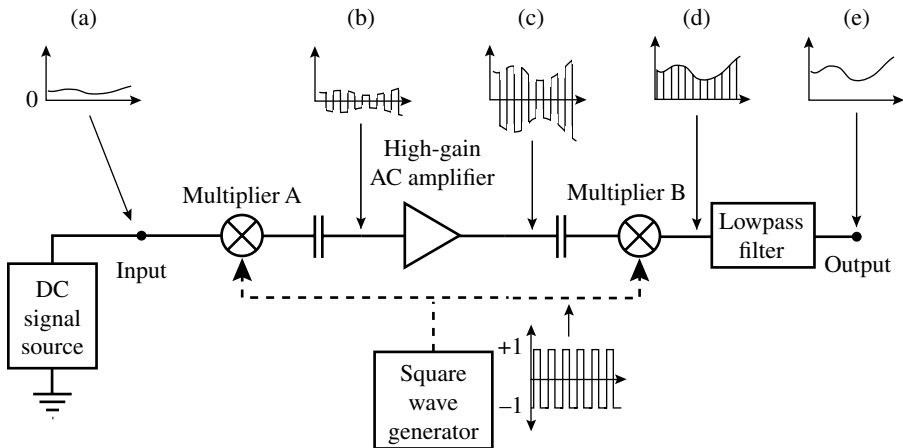 (a) (b) (c) (d) (e)
0
High-gain
AC amplifier
Multiplier A
Multiplier B
Lowpass
filter
Input
Output
DC
signal
source
+1
Square
wave
generator
–1